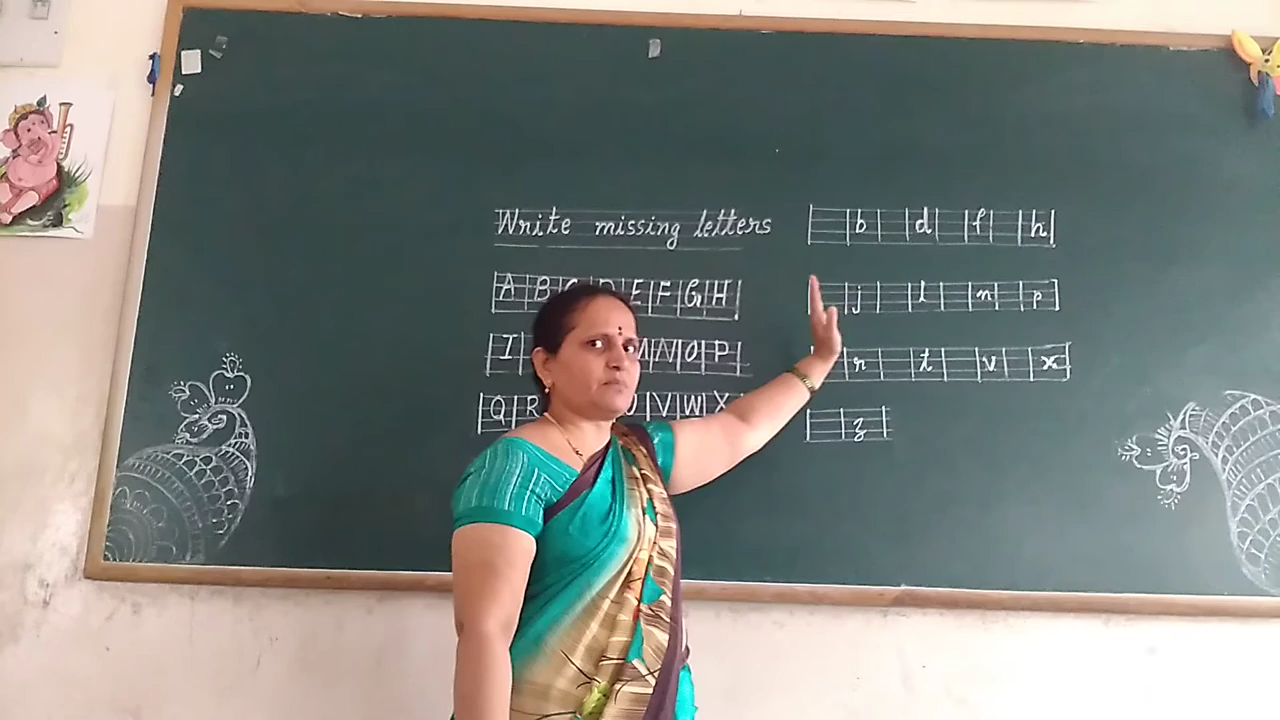 Write missing letters
A B C D E F G H
I M N O P
Q R U V W X
b d f h
j l n p
r t v x
z